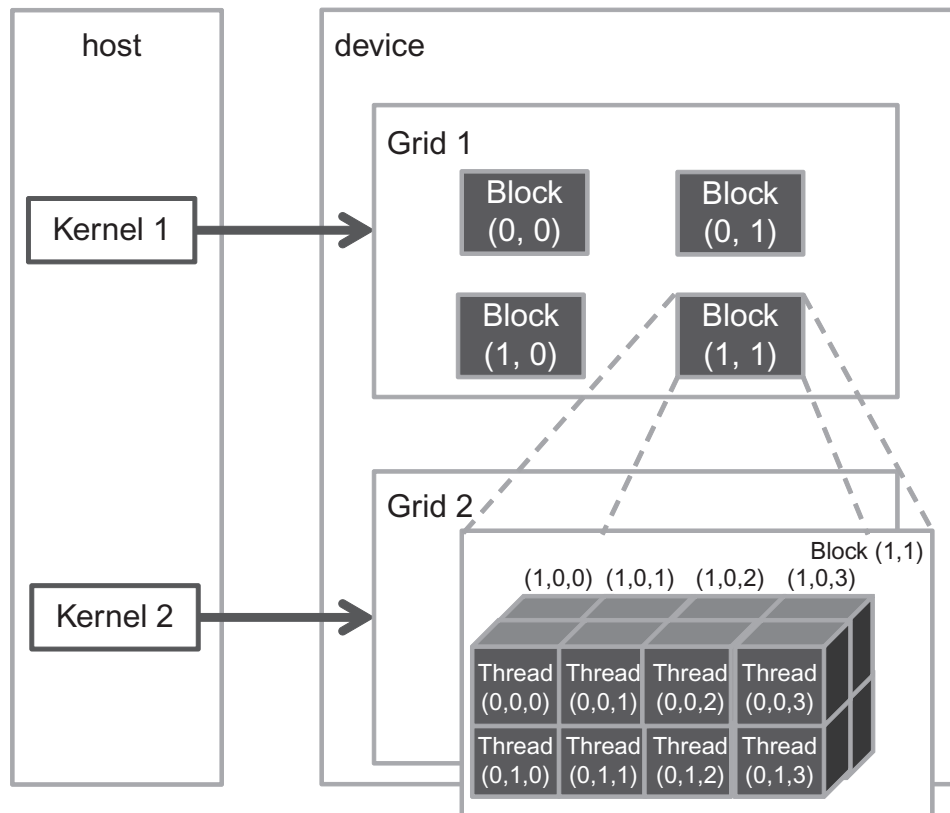 host
device
Grid 1
Block
(0, 0)
Block
(0, 1)
Kernel 1
Block
(1, 0)
Block
(1, 1)
Grid 2
Block (1,1)
(1,0,0) (1,0,1) (1,0,2) (1,0,3)
Kernel 2
Thread
(0,0,0)
Thread
(0,0,1)
Thread
(0,0,2)
Thread
(0,0,3)
Thread
(0,1,0)
Thread
(0,1,1)
Thread
(0,1,2)
Thread
(0,1,3)